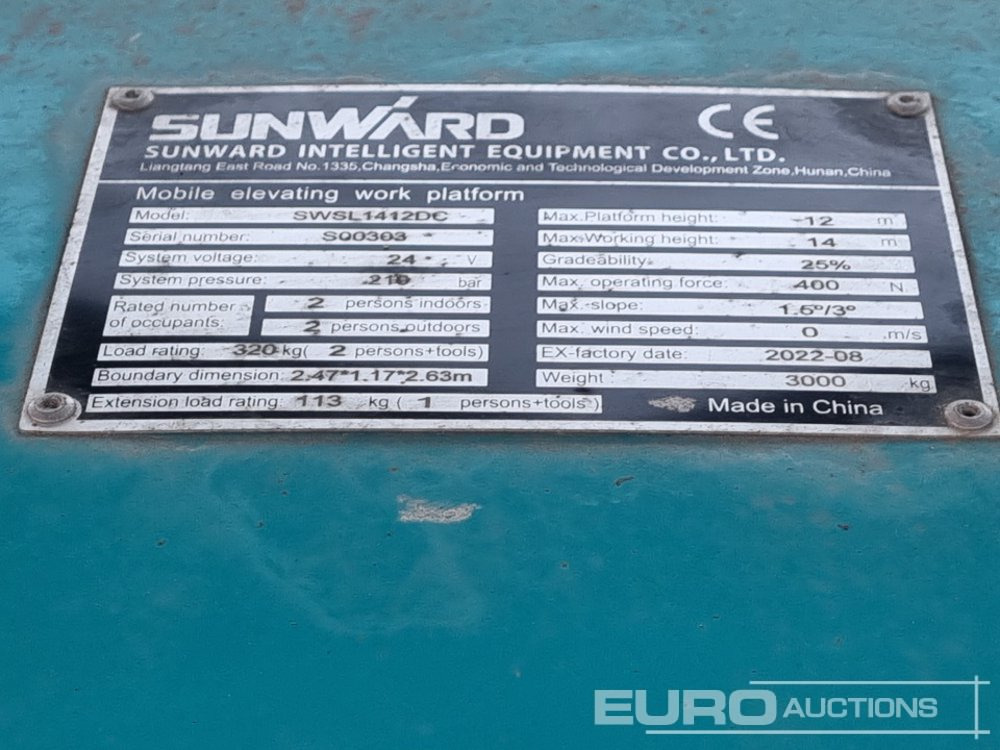 SUNWARD
CE
SUNWARD INTELLIGENT EQUIPMENT CO., LTD.
Liangtang East Road No.1335,Changsha,Economic and Technological Development Zone,Hunan,China
Mobile elevating work platform
Model: SWSL1412DC
Serial number: S00303
System voltage: 24 V
System pressure: 210 bar
Rated number of occupants:
2 persons indoors
2 persons outdoors
Load rating: 320 kg( 2 persons+tools)
Boundary dimension: 2.47*1.17*2.63m
Extension load rating: 113 kg ( 1 persons+tools )
Max.Platform height: 12 m
Max.Working height: 14 m
Gradeability: 25%
Max. operating force: 400 N
Max. slope: 1.5°/3°
Max. wind speed: 0 m/s
EX-factory date: 2022-08
Weight 3000 kg
Made in China
EURO AUCTIONS